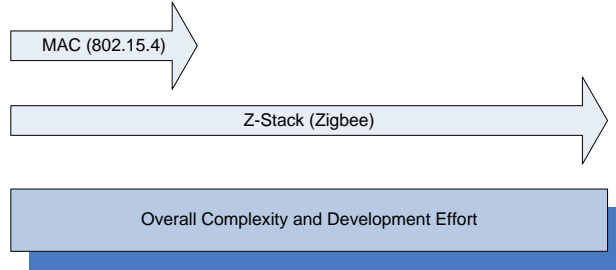 MAC (802.15.4)
Z-Stack (Zigbee)
Overall Complexity and Development Effort